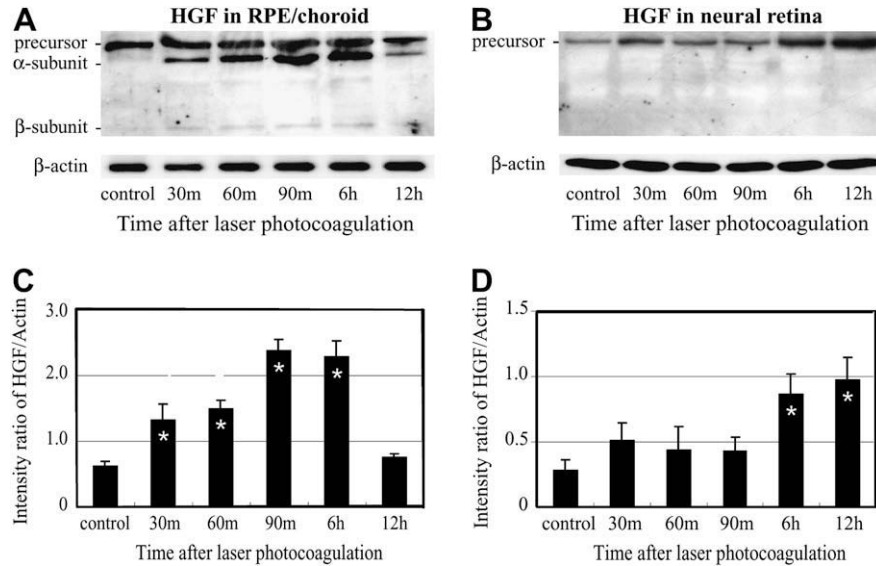 A HGF in RPE/choroid
precursor
α-subunit
β-subunit
β-actin
control 30m 60m 90m 6h 12h
Time after laser photocoagulation
B HGF in neural retina
precursor
β-actin
control 30m 60m 90m 6h 12h
Time after laser photocoagulation
C
Intensity ratio of HGF/Actin
3.0
2.0
1.0
0
* * * *
control 30m 60m 90m 6h 12h
Time after laser photocoagulation
D
Intensity ratio of HGF/Actin
1.5
1.0
0.5
0
* *
control 30m 60m 90m 6h 12h
Time after laser photocoagulation